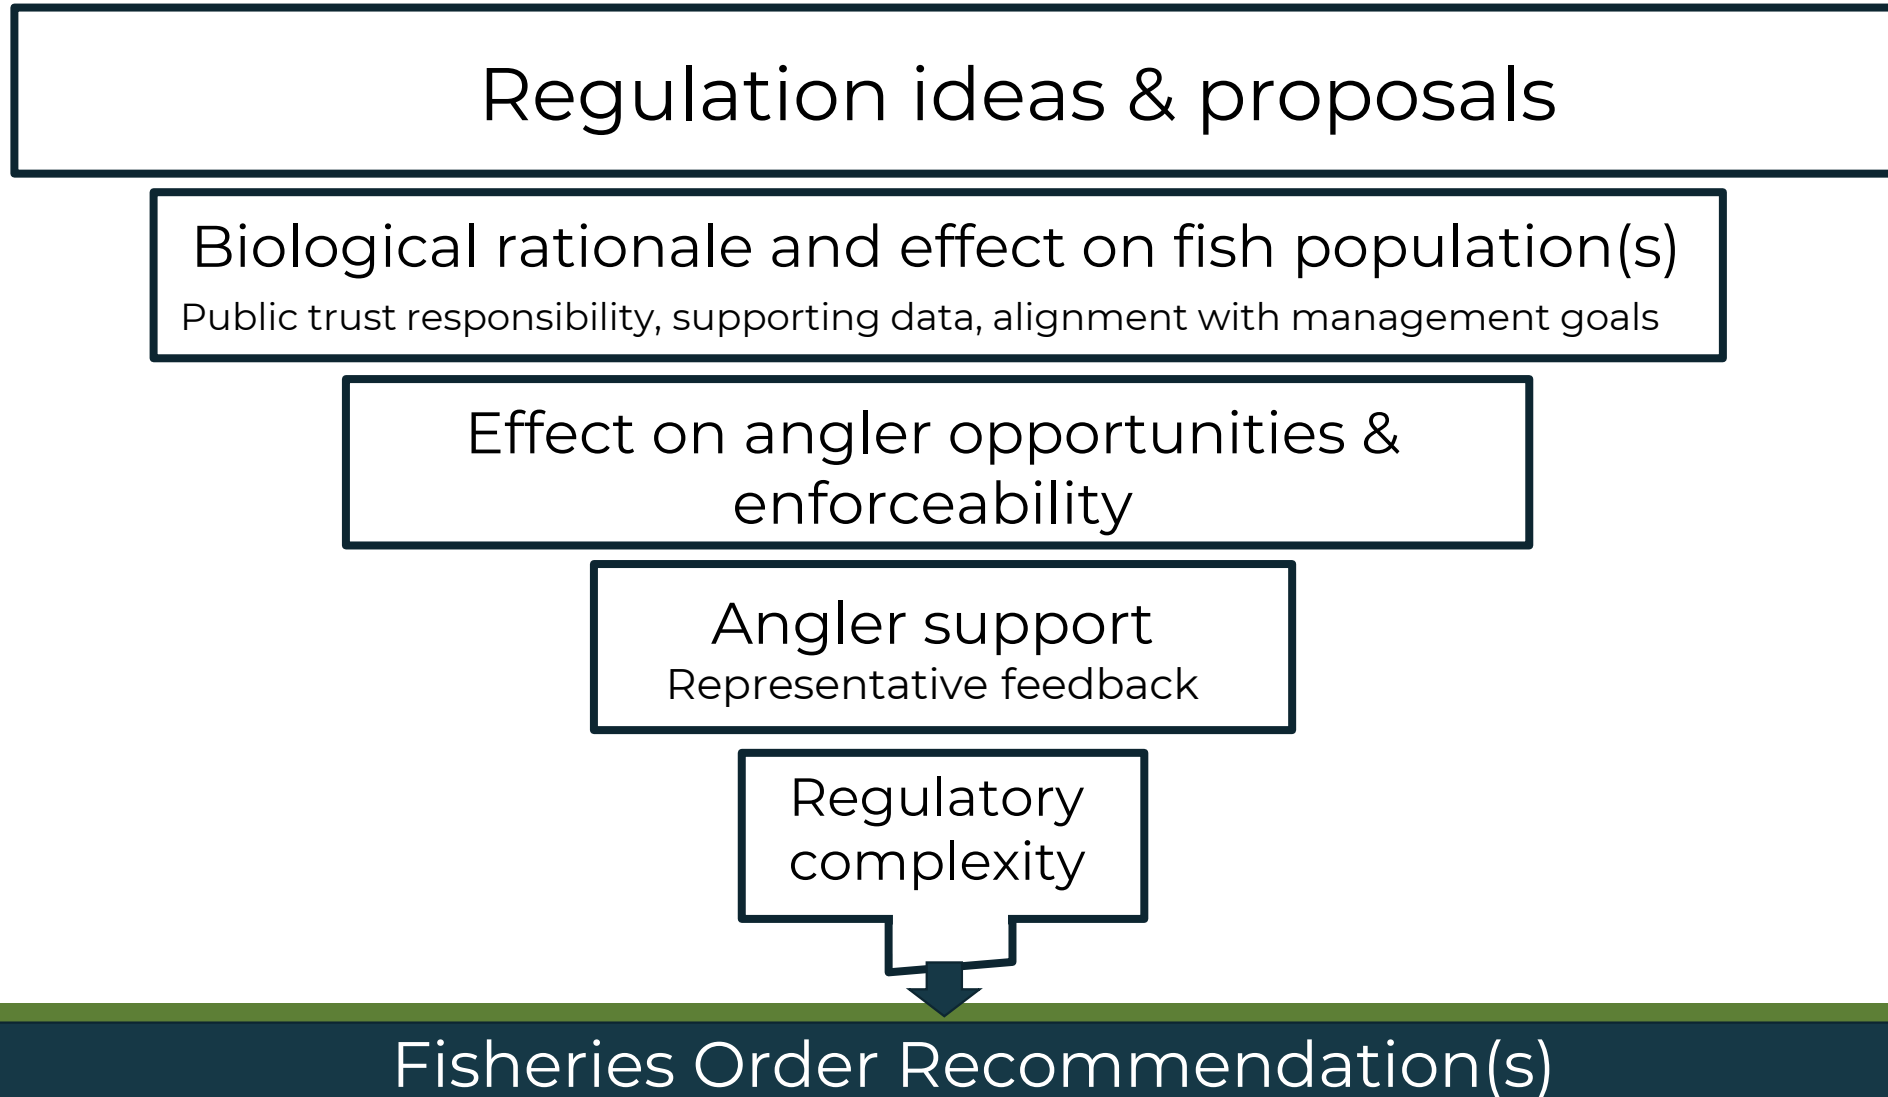 Regulation ideas & proposals
Biological rationale and effect on fish population(s)
Public trust responsibility, supporting data, alignment with management goals
Effect on angler opportunities &
enforceability
Angler support
Representative feedback
Regulatory
complexity
Fisheries Order Recommendation(s)